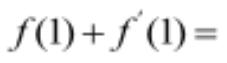 f(1) + f′(1) =